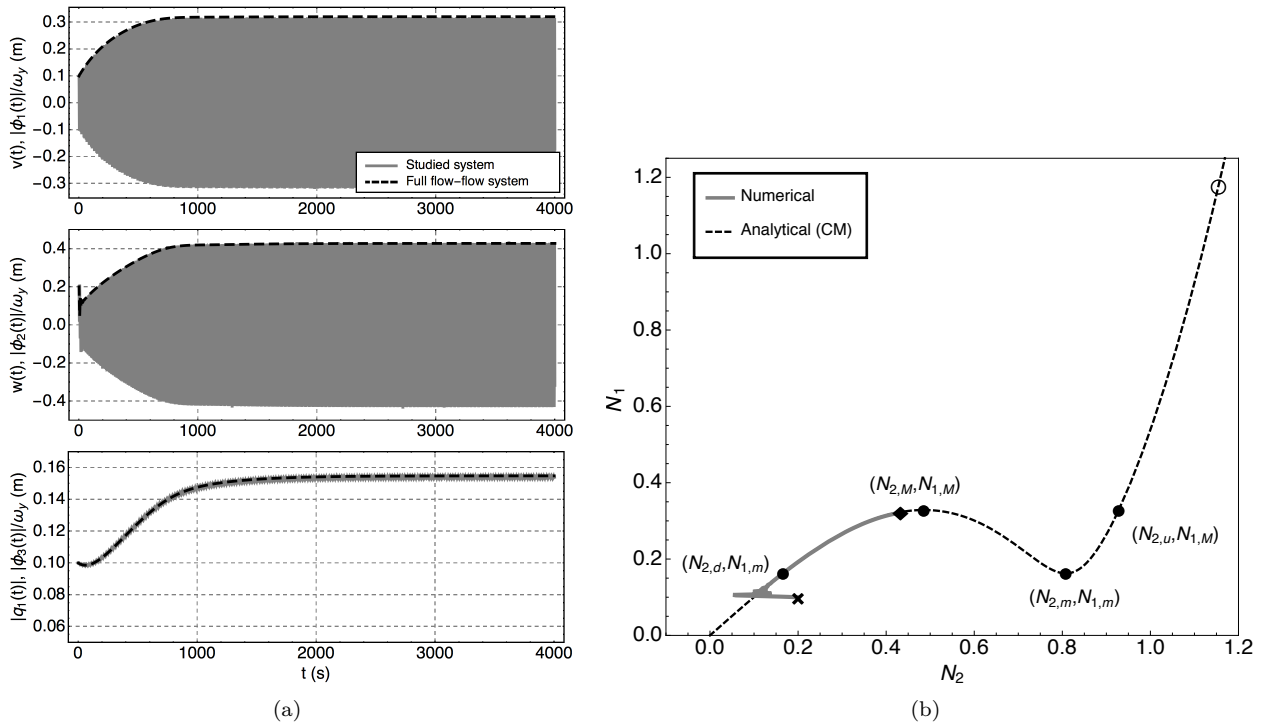 v(t), |ϕ1(t)|/ωy (m)
0.3
0.2
0.1
0.0
−0.1
−0.2
−0.3
Studied system
Full flow−flow system
0 1000 2000 3000 4000
w(t), |ϕ2(t)|/ωy (m)
0.4
0.2
0.0
−0.2
−0.4
0 1000 2000 3000 4000
|q1(t)|, |ϕ3(t)|/ωy (m)
0.16
0.14
0.12
0.10
0.08
0.06
0 1000 2000 3000 4000
t (s)
(a)
N1
1.2
1.0
0.8
0.6
0.4
0.2
0.0
Numerical
Analytical (CM)
(N2,M,N1,M)
(N2,d,N1,m)
(N2,u,N1,M)
(N2,m,N1,m)
0.0 0.2 0.4 0.6 0.8 1.0 1.2
N2
(b)